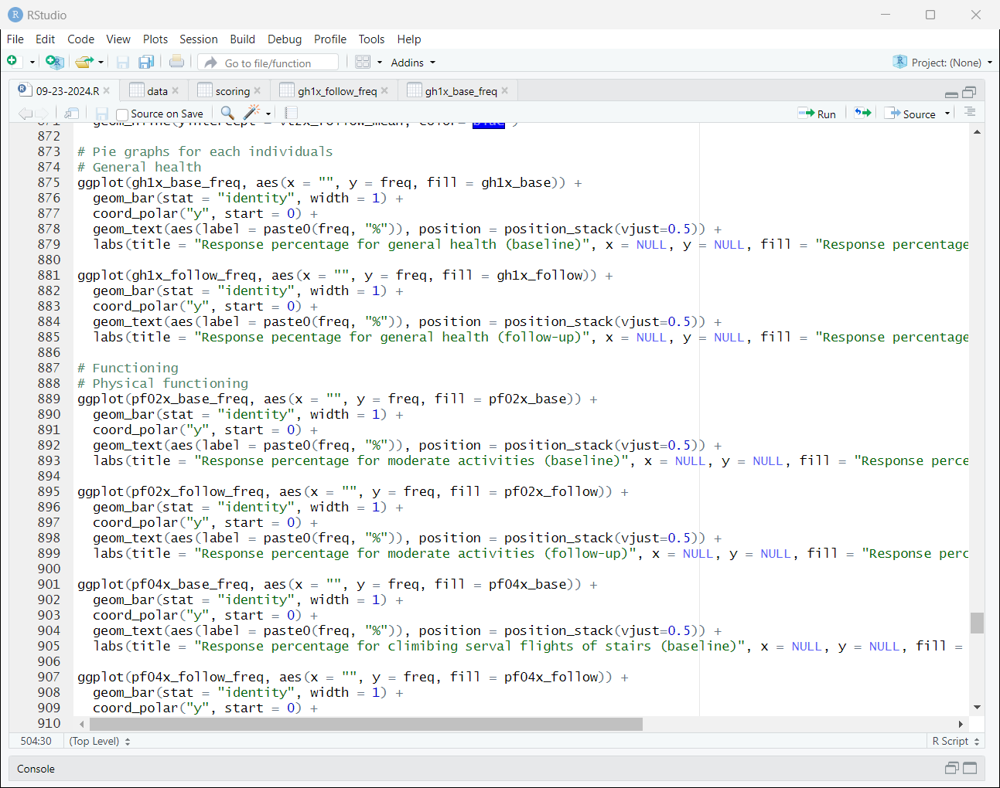 RStudio
File Edit Code View Plots Session Build Debug Profile Tools Help
Go to file/function Addins Project: (None)
09-23-2024.R data scoring gh1x_follow_freq gh1x_base_freq
Source on Save Run Source
871 geom_hline(yintercept = vt2x_follow_mean, color="blue")
872
873 # Pie graphs for each individuals
874 # General health
875 ggplot(gh1x_base_freq, aes(x = "", y = freq, fill = gh1x_base)) +
876 geom_bar(stat = "identity", width = 1) +
877 coord_polar("y", start = 0) +
878 geom_text(aes(label = paste0(freq, "%")), position = position_stack(vjust=0.5)) +
879 labs(title = "Response percentage for general health (baseline)", x = NULL, y = NULL, fill = "Response percentage
880
881 ggplot(gh1x_follow_freq, aes(x = "", y = freq, fill = gh1x_follow)) +
882 geom_bar(stat = "identity", width = 1) +
883 coord_polar("y", start = 0) +
884 geom_text(aes(label = paste0(freq, "%")), position = position_stack(vjust=0.5)) +
885 labs(title = "Response pecentage for general health (follow-up)", x = NULL, y = NULL, fill = "Response percentage
886
887 # Functioning
888 # Physical functioning
889 ggplot(pf02x_base_freq, aes(x = "", y = freq, fill = pf02x_base)) +
890 geom_bar(stat = "identity", width = 1) +
891 coord_polar("y", start = 0) +
892 geom_text(aes(label = paste0(freq, "%")), position = position_stack(vjust=0.5)) +
893 labs(title = "Response percentage for moderate activities (baseline)", x = NULL, y = NULL, fill = "Response perce
894
895 ggplot(pf02x_follow_freq, aes(x = "", y = freq, fill = pf02x_follow)) +
896 geom_bar(stat = "identity", width = 1) +
897 coord_polar("y", start = 0) +
898 geom_text(aes(label = paste0(freq, "%")), position = position_stack(vjust=0.5)) +
899 labs(title = "Response percentage for moderate activities (follow-up)", x = NULL, y = NULL, fill = "Response perc
900
901 ggplot(pf04x_base_freq, aes(x = "", y = freq, fill = pf04x_base)) +
902 geom_bar(stat = "identity", width = 1) +
903 coord_polar("y", start = 0) +
904 geom_text(aes(label = paste0(freq, "%")), position = position_stack(vjust=0.5)) +
905 labs(title = "Response percentage for climibing serval flights of stairs (baseline)", x = NULL, y = NULL, fill =
906
907 ggplot(pf04x_follow_freq, aes(x = "", y = freq, fill = pf04x_follow)) +
908 geom_bar(stat = "identity", width = 1) +
909 coord_polar("y", start = 0) +
910
504:30 (Top Level) R Script
Console